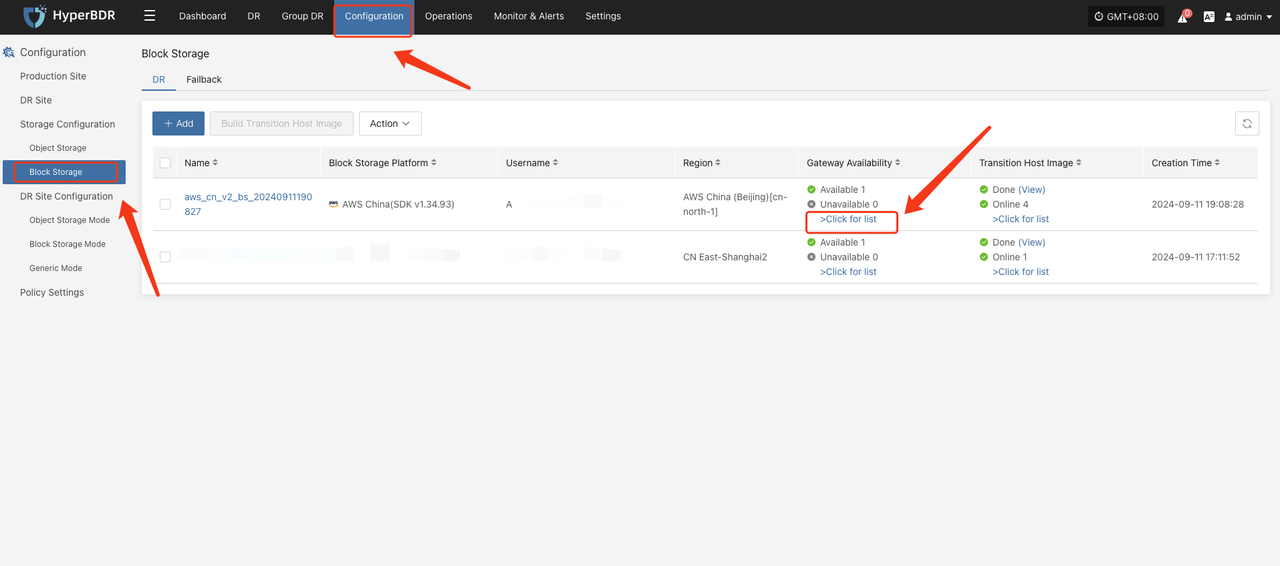 HyperBDR Dashboard DR Group DR Configuration Operations Monitor & Alerts Settings GMT+08:00 0 A admin
Configuration
Production Site
DR Site
Storage Configuration
Object Storage
Block Storage
DR Site Configuration
Object Storage Mode
Block Storage Mode
Generic Mode
Policy Settings
Block Storage
DR Failback
+ Add Build Transition Host Image Action
Name Block Storage Platform Username Region Gateway Availability Transition Host Image Creation Time
aws_cn_v2_bs_20240911190
827
aws AWS China(SDK v1.34.93)
A
AWS China (Beijing)[cn-
north-1]
Available 1
Unavailable 0
>Click for list
Done (View)
Online 4
>Click for list
2024-09-11 19:08:28
CN East-Shanghai2
Available 1
Unavailable 0
>Click for list
Done (View)
Online 1
>Click for list
2024-09-11 17:11:52